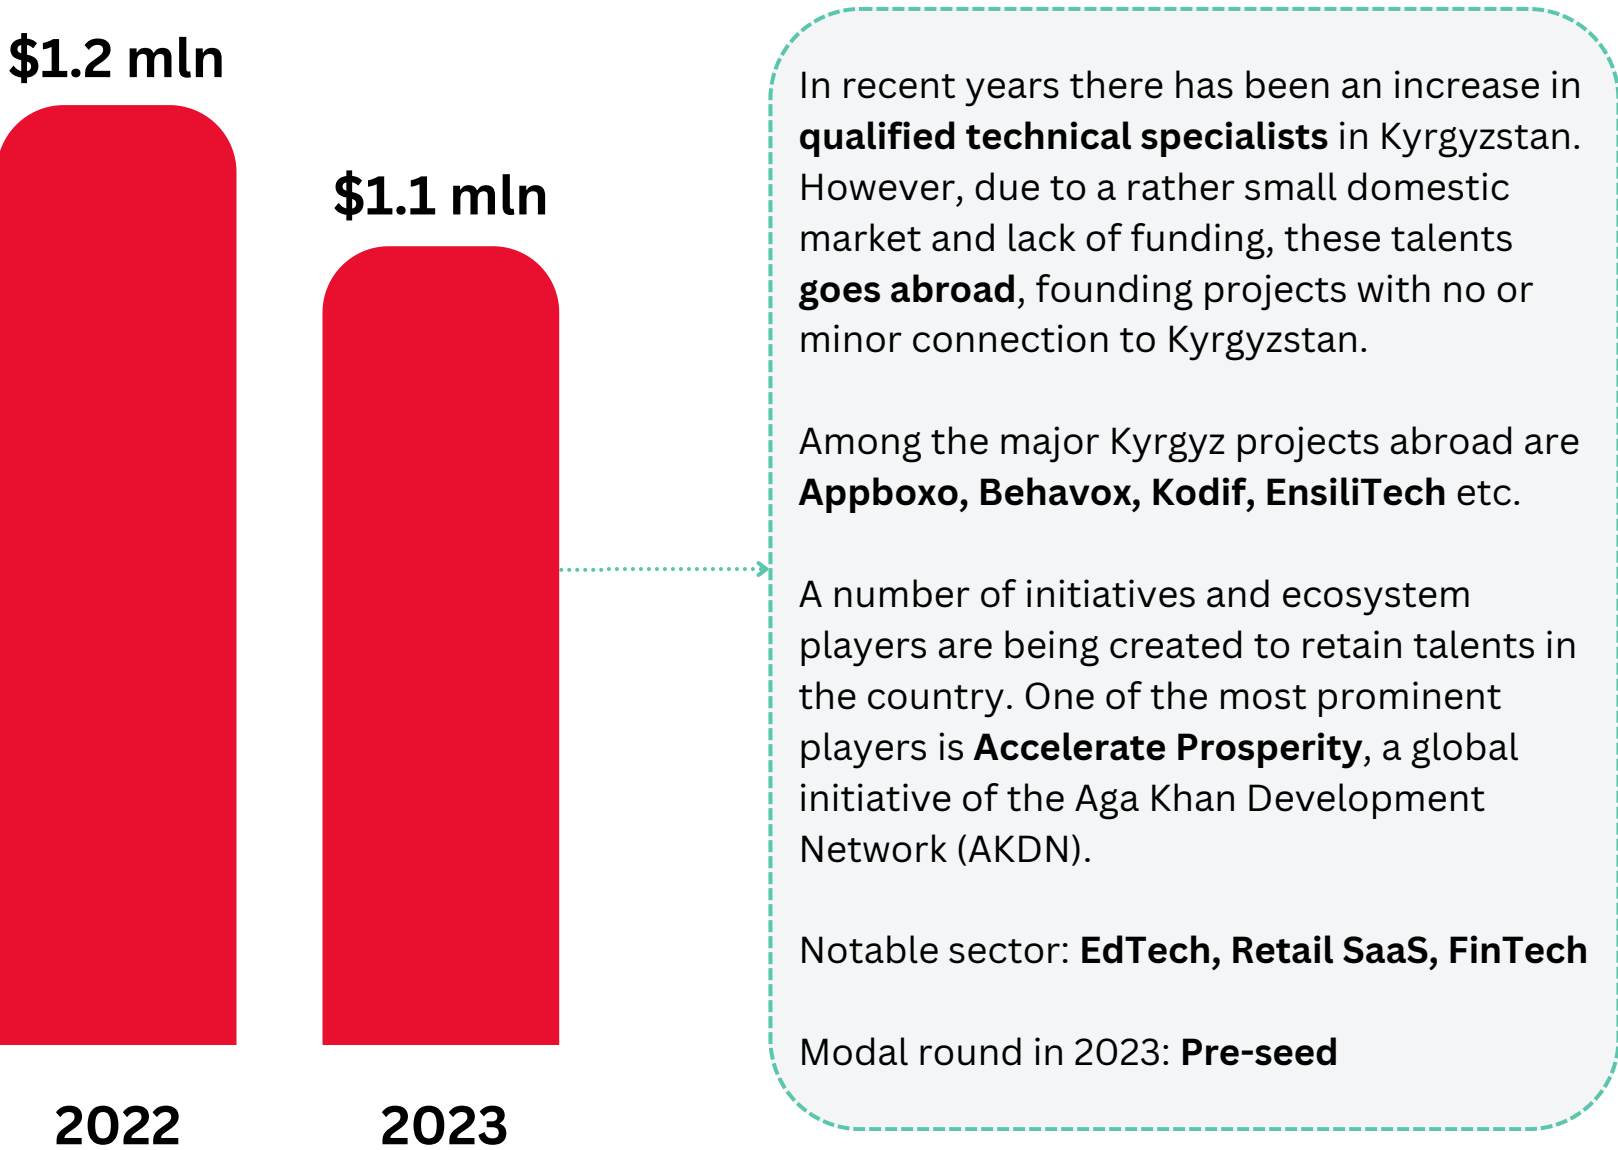 $1.2 mln
$1.1 mln
2022
2023
In recent years there has been an increase in
qualified technical specialists in Kyrgyzstan.
However, due to a rather small domestic
market and lack of funding, these talents
goes abroad, founding projects with no or
minor connection to Kyrgyzstan.
Among the major Kyrgyz projects abroad are
Appboxo, Behavox, Kodif, EnsiliTech etc.
A number of initiatives and ecosystem
players are being created to retain talents in
the country. One of the most prominent
players is Accelerate Prosperity, a global
initiative of the Aga Khan Development
Network (AKDN).
Notable sector: EdTech, Retail SaaS, FinTech
Modal round in 2023: Pre-seed